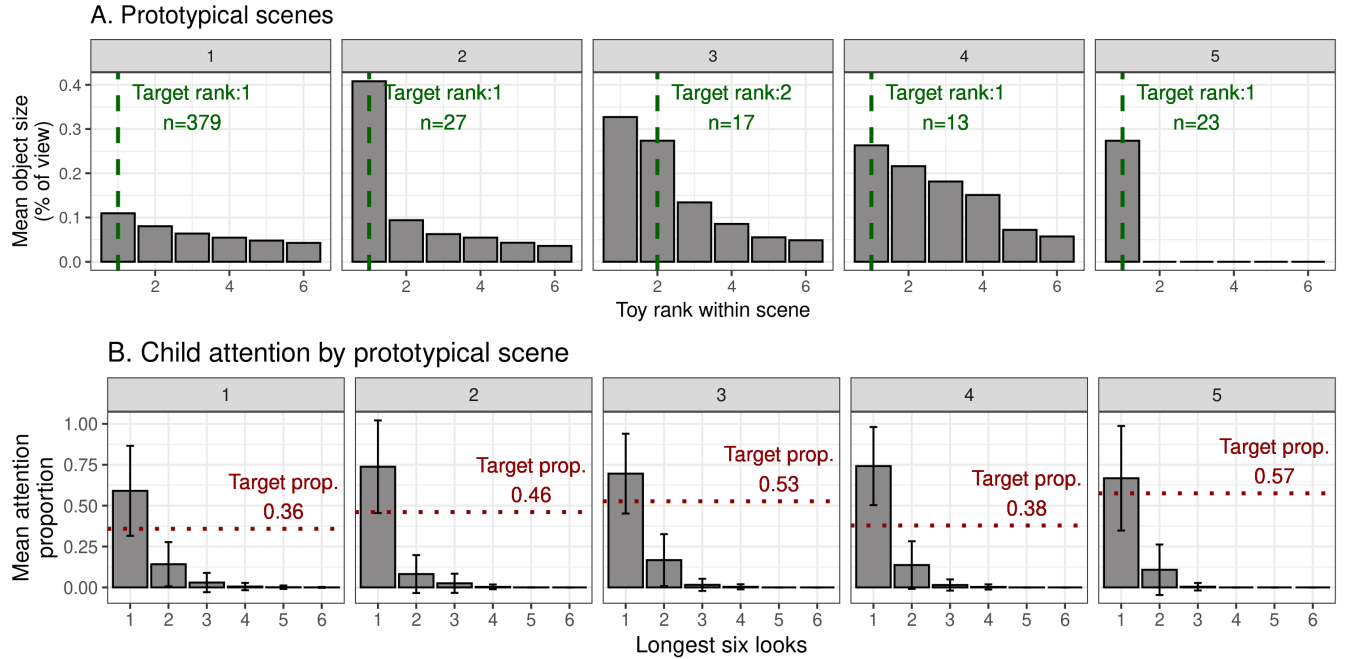 A. Prototypical scenes
1 2 3 4 5
Target rank:1 Target rank:1 Target rank:2 Target rank:1 Target rank:1
n=379 n=27 n=17 n=13 n=23
Mean object size
(% of view)
0.4
0.3
0.2
0.1
0.0
2 4 6 2 4 6 2 4 6 2 4 6 2 4 6
Toy rank within scene
B. Child attention by prototypical scene
1 2 3 4 5
Mean attention
proportion
1.00
0.75
0.50
0.25
0.00
Target prop. Target prop. Target prop. Target prop. Target prop.
0.36 0.46 0.53 0.38 0.57
1 2 3 4 5 6 1 2 3 4 5 6 1 2 3 4 5 6 1 2 3 4 5 6 1 2 3 4 5 6
Longest six looks